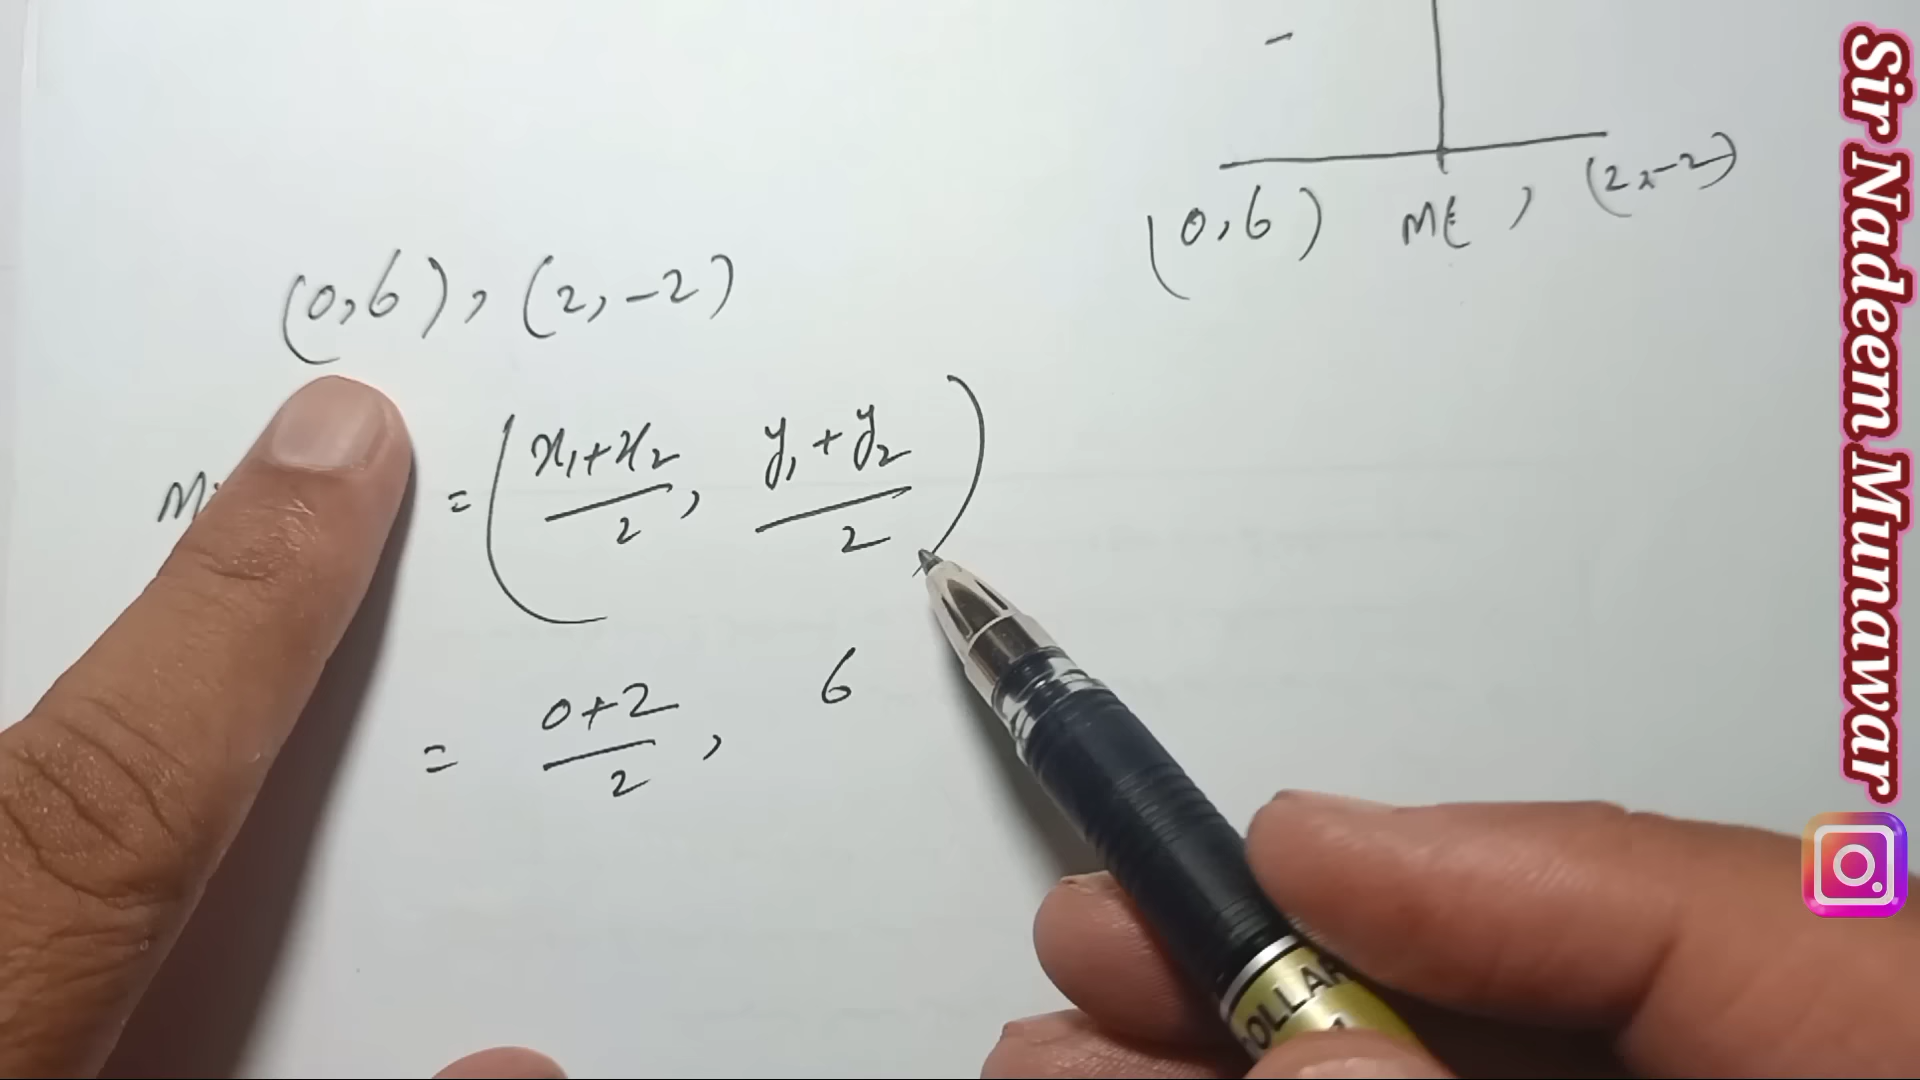 (0,6) Mt , (2,-2)
(0,6), (2,-2)
= (x₁+x₂/2, y₁+y₂/2)
= 0+2/2, 6
Sir Nadeem Munawar
OLLAR